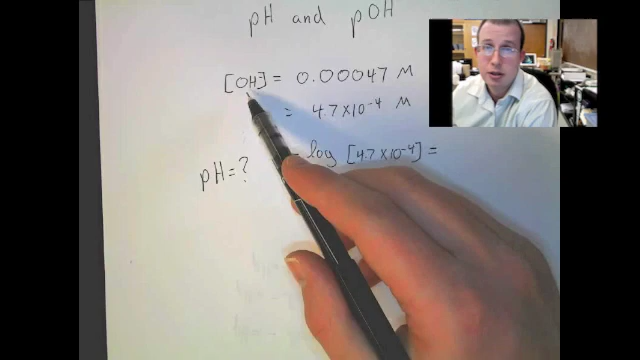 pH and pOH
[OH] = 0.00047 M
= 4.7x10-4 M
pH=? - log [4.7x10-4] =